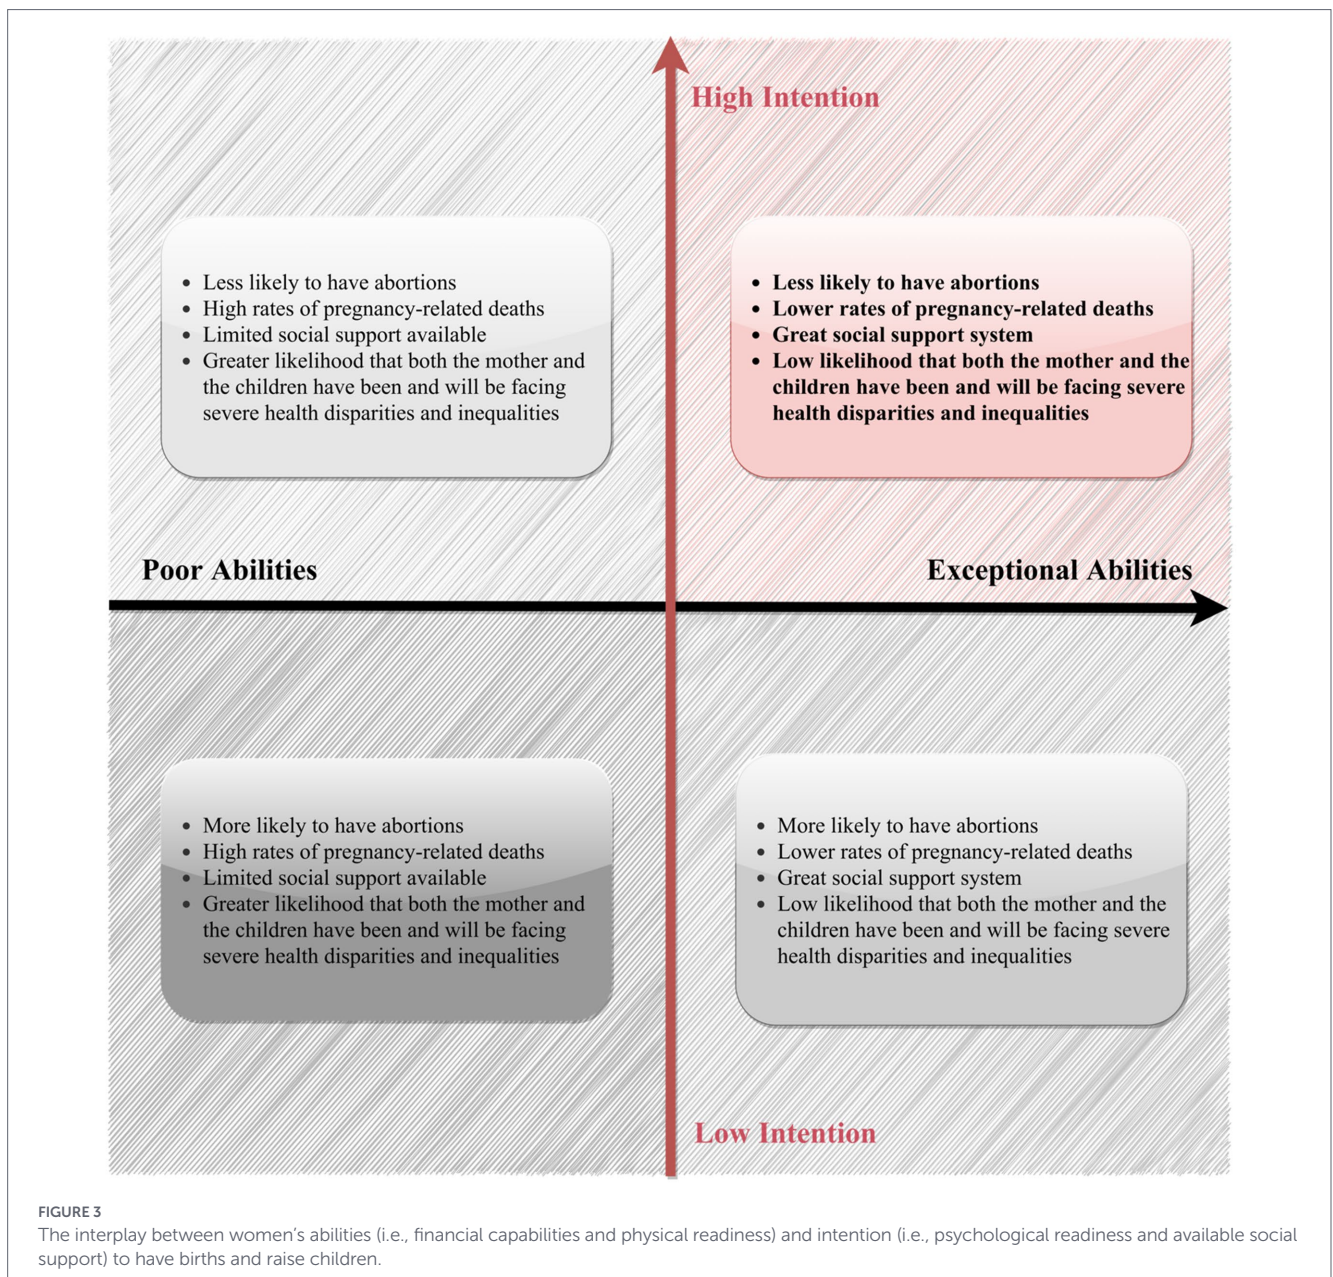 High Intention
• Less likely to have abortions
• High rates of pregnancy-related deaths
• Limited social support available
• Greater likelihood that both the mother and
the children have been and will be facing
severe health disparities and inequalities
• Less likely to have abortions
• Lower rates of pregnancy-related deaths
• Great social support system
• Low likelihood that both the mother and the
children have been and will be facing severe
health disparities and inequalities
Poor Abilities
Exceptional Abilities
• More likely to have abortions
• High rates of pregnancy-related deaths
• Limited social support available
• Greater likelihood that both the mother and
the children have been and will be facing
severe health disparities and inequalities
• More likely to have abortions
• Lower rates of pregnancy-related deaths
• Great social support system
• Low likelihood that both the mother and the
children have been and will be facing severe
health disparities and inequalities
Low Intention
FIGURE 3
The interplay between women's abilities (i.e., financial capabilities and physical readiness) and intention (i.e., psychological readiness and available social
support) to have births and raise children.